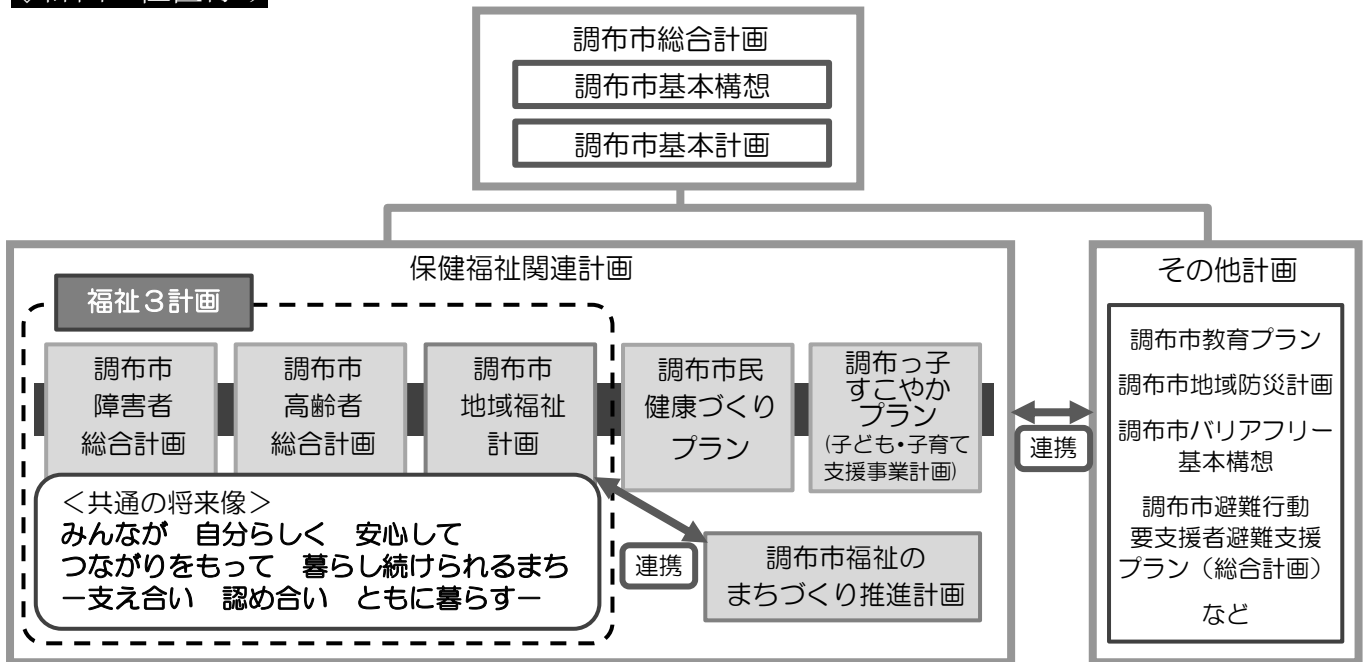 調布市総合計画
調布市基本構想
調布市基本計画
保健福祉関連計画
福祉3計画
調布市
障害者
総合計画
調布市
高齢者
総合計画
調布市
地域福祉
計画
調布市民
健康づくり
プラン
調布っ子
すこやか
プラン
(子ども・子育て
支援事業計画)
<共通の将来像>
みんなが 自分らしく 安心して
つながりをもって 暮らし続けられるまち
ー支え合い 認め合い ともに暮らすー
連携
調布市福祉の
まちづくり推進計画
連携
その他計画
調布市教育プラン
調布市地域防災計画
調布市バリアフリー
基本構想
調布市避難行動
要支援者避難支援
プラン(総合計画)
など